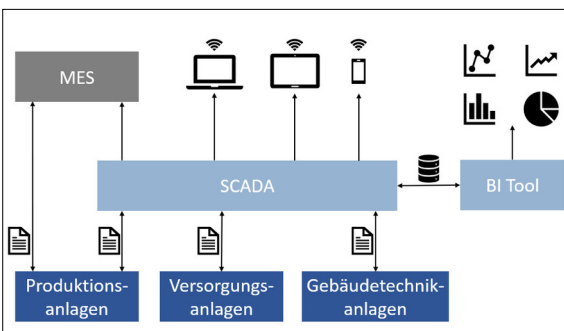 MES
SCADA
BI Tool
Produktions-
anlagen
Versorgungs-
anlagen
Gebäudetechnik-
anlagen